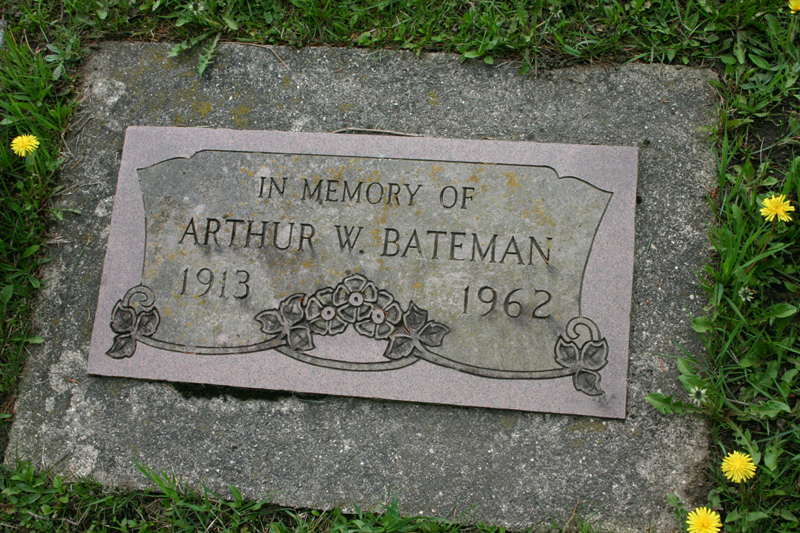 IN MEMORY OF
ARTHUR W. BATEMAN
1913 1962